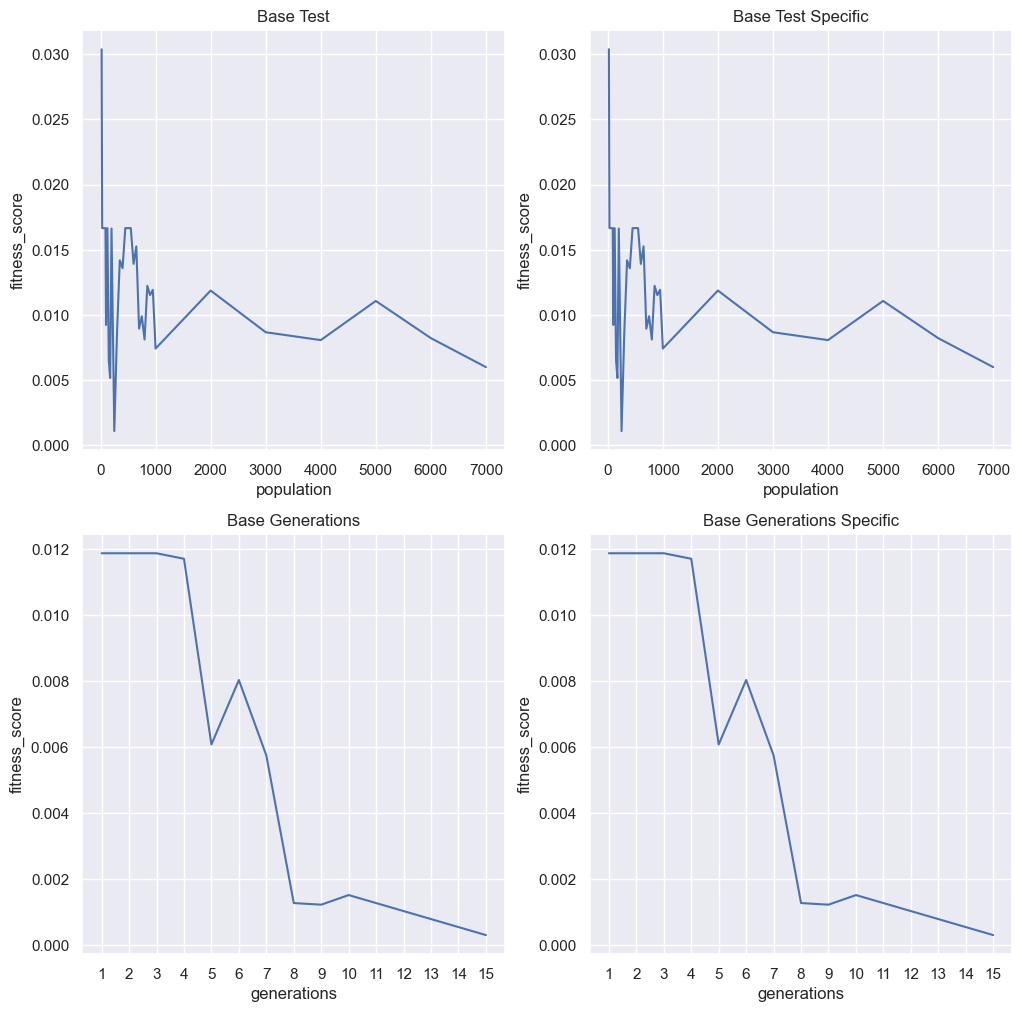 Base Test
0.030
0.025
0.020
0.015
0.010
0.005
0.000
fitness_score
0 1000 2000 3000 4000 5000 6000 7000
population
Base Test Specific
0.030
0.025
0.020
0.015
0.010
0.005
0.000
fitness_score
0 1000 2000 3000 4000 5000 6000 7000
population
Base Generations
0.012
0.010
0.008
0.006
0.004
0.002
0.000
fitness_score
1 2 3 4 5 6 7 8 9 10 11 12 13 14 15
generations
Base Generations Specific
0.012
0.010
0.008
0.006
0.004
0.002
0.000
fitness_score
1 2 3 4 5 6 7 8 9 10 11 12 13 14 15
generations